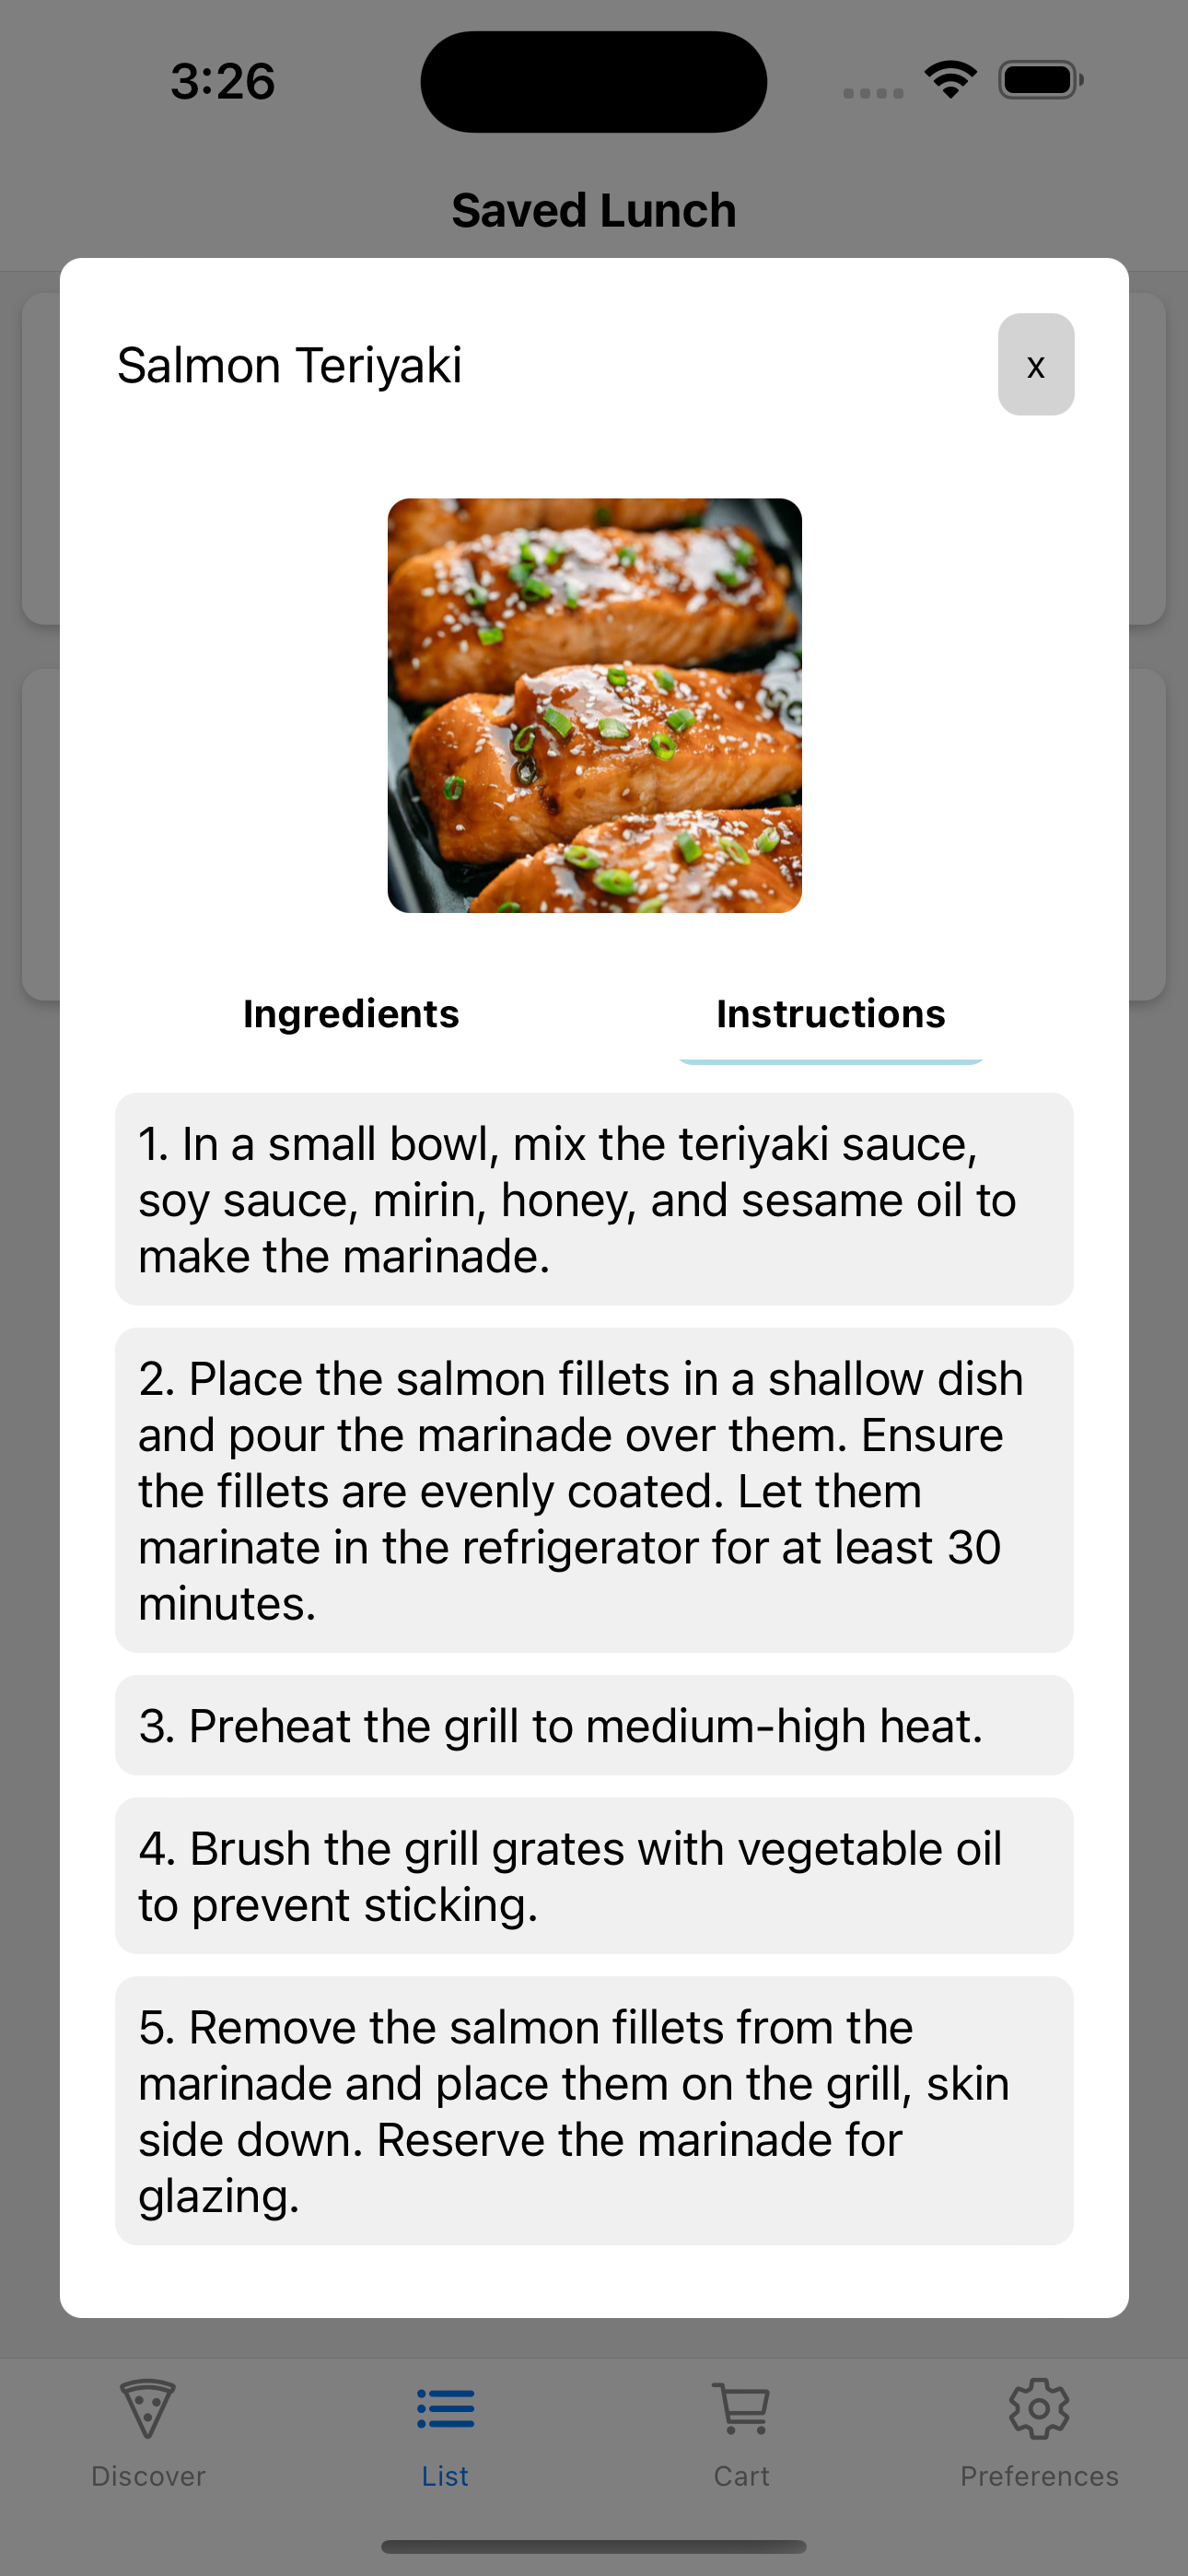 3:26
Saved Lunch
Salmon Teriyaki
x
Ingredients
Instructions
1. In a small bowl, mix the teriyaki sauce,
soy sauce, mirin, honey, and sesame oil to
make the marinade.
2. Place the salmon fillets in a shallow dish
and pour the marinade over them. Ensure
the fillets are evenly coated. Let them
marinate in the refrigerator for at least 30
minutes.
3. Preheat the grill to medium-high heat.
4. Brush the grill grates with vegetable oil
to prevent sticking.
5. Remove the salmon fillets from the
marinade and place them on the grill, skin
side down. Reserve the marinade for
glazing.
Discover
List
Cart
Preferences